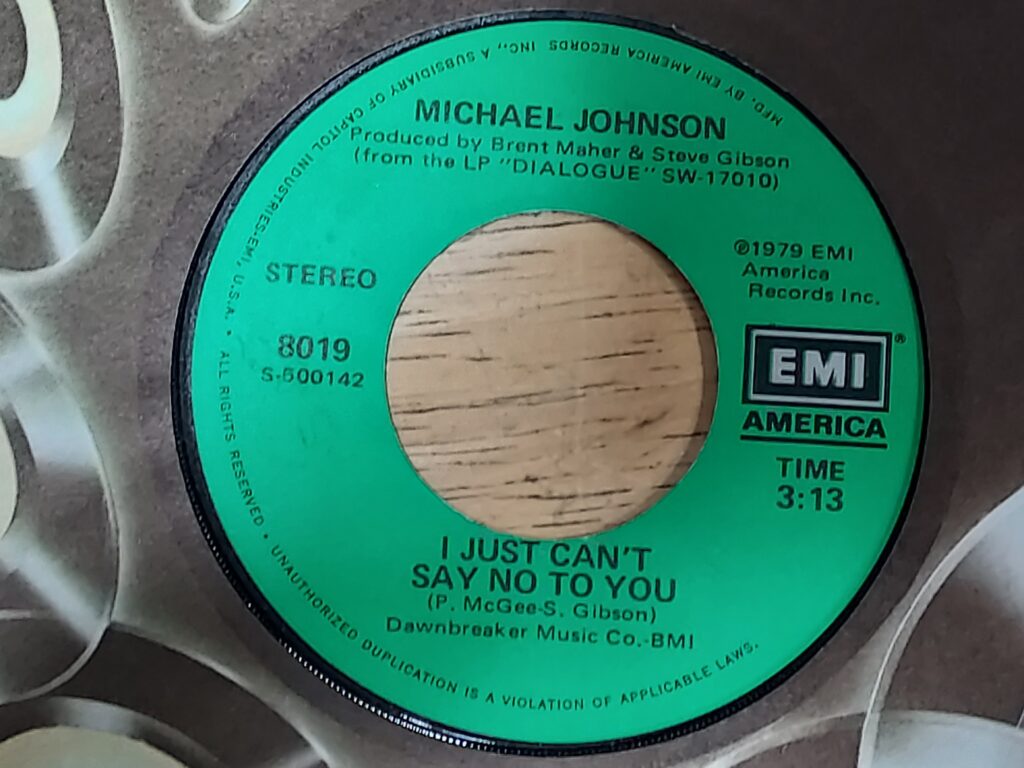 MICHAEL JOHNSON
Produced by Brent Maher & Steve Gibson
(from the LP "DIALOGUE" SW-17010)
STEREO
8019
S-500142
℗1979 EMI
America
Records Inc.
EMI®
AMERICA
TIME
3:13
I JUST CAN'T
SAY NO TO YOU
(P. McGee-S. Gibson)
Dawnbreaker Music Co.-BMI
MFD. BY EMI AMERICA RECORDS INC., A SUBSIDIARY OF CAPITOL INDUSTRIES-EMI, U.S.A. • ALL RIGHTS RESERVED • UNAUTHORIZED DUPLICATION IS A VIOLATION OF APPLICABLE LAWS.